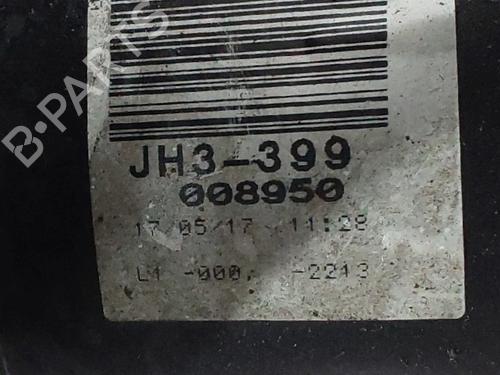 B-PARTS
JH3-399
008950
17/05/17 11:28
L1 -000, -2213